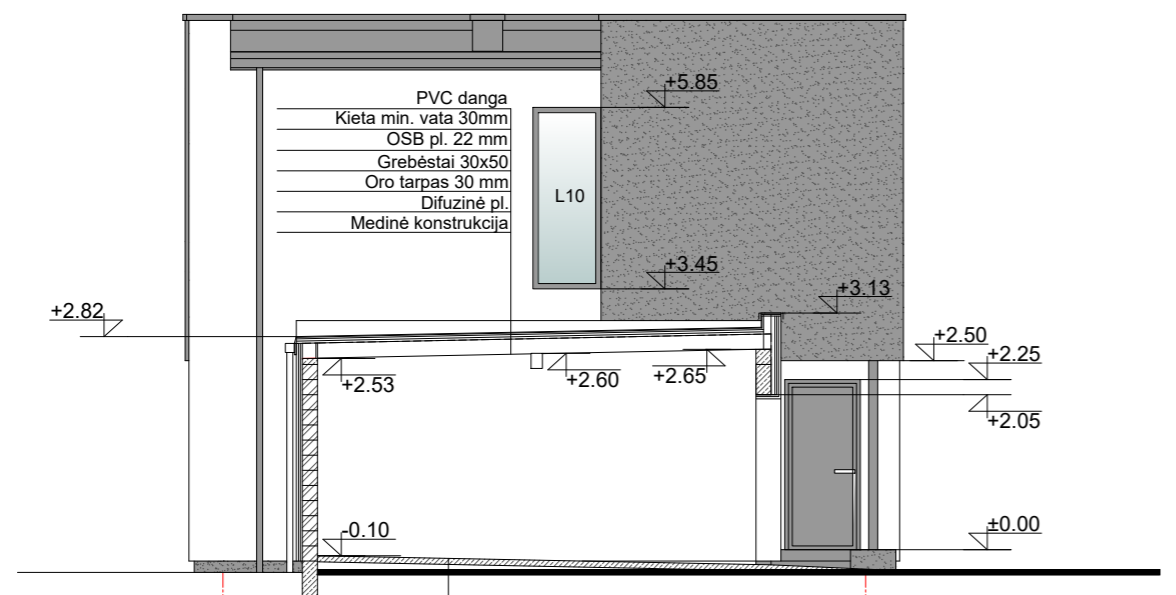 +5.85
PVC danga
Kieta min. vata 30mm
OSB pl. 22 mm
Grebėstai 30x50
Oro tarpas 30 mm
Difuzinė pl.
Medinė konstrukcija
L10
+3.45
+3.13
+2.82
+2.50
+2.25
+2.53
+2.60
+2.65
+2.05
-0.10
±0.00